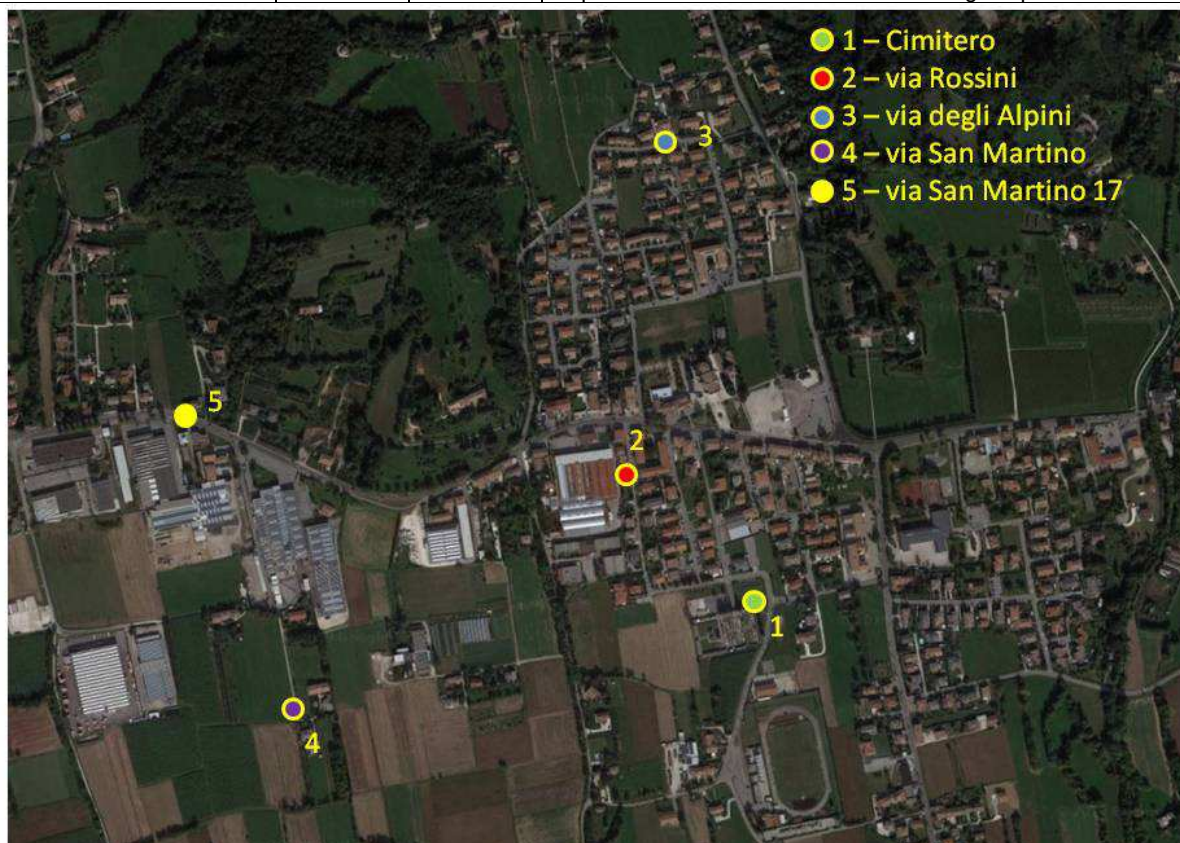 1 – Cimitero
2 – via Rossini
3 – via degli Alpini
4 – via San Martino
5 – via San Martino 17
3
5
2
1
4